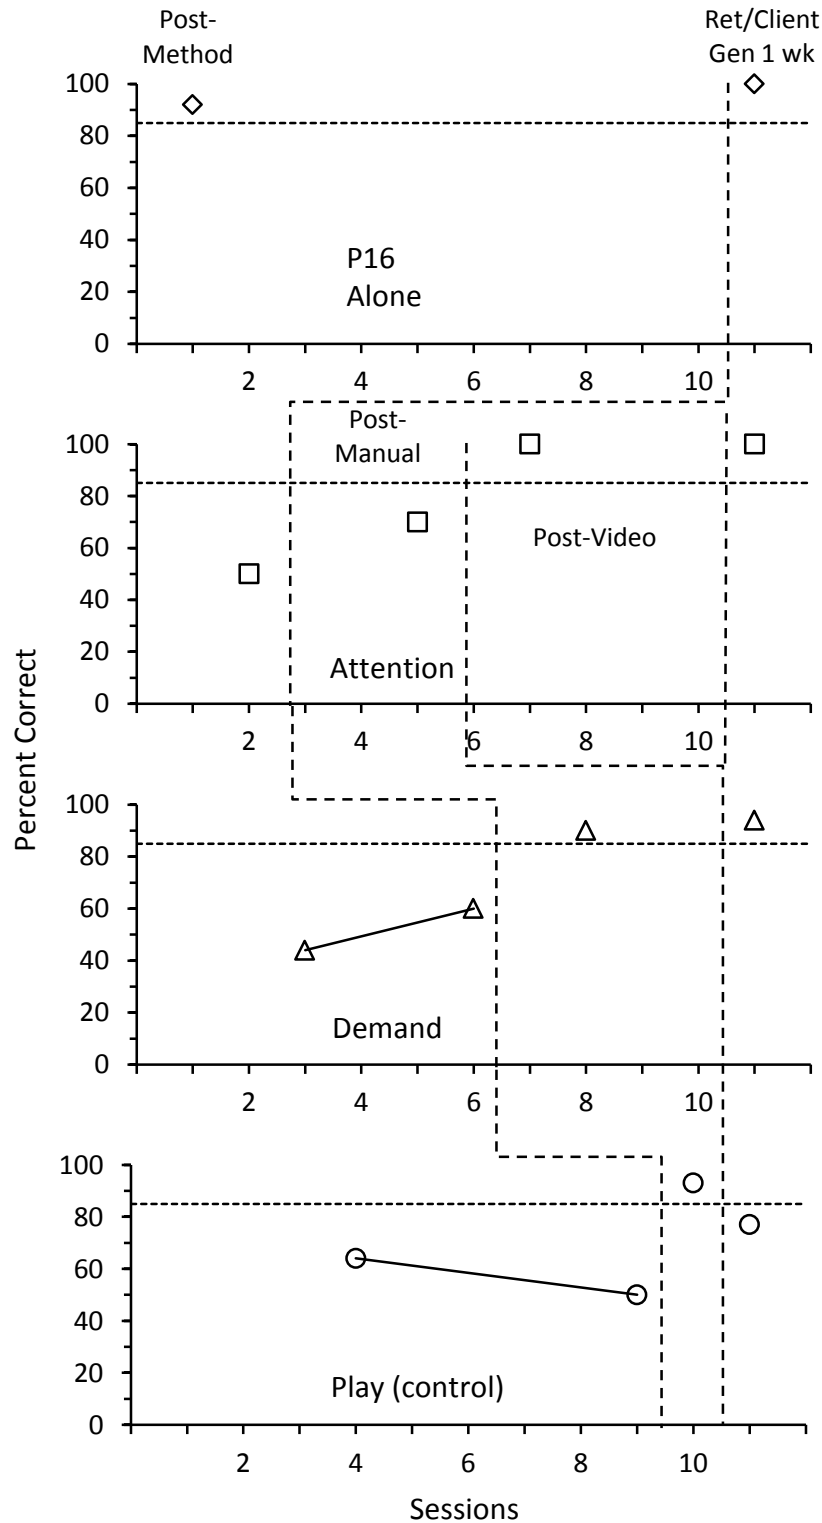 Post-
Method
Ret/Client
Gen 1 wk
100
80
60
40
20
0
P16
Alone
2 4 6 8 10
Post-
Manual
100
80
60
40
20
0
Post-Video
Attention
2 4 6 8 10
Percent Correct
100
80
60
40
20
0
Demand
2 4 6 8 10
100
80
60
40
20
0
Play (control)
2 4 6 8 10
Sessions